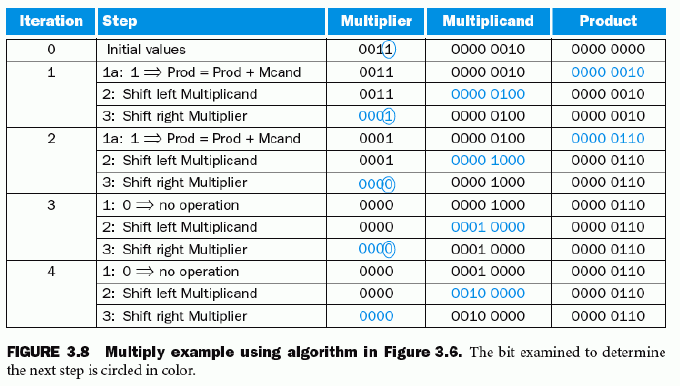 Iteration Step Multiplier Multiplicand Product
0 Initial values 0011 0000 0010 0000 0000
1 1a: 1 ⇒ Prod = Prod + Mcand 0011 0000 0010 0000 0010
2: Shift left Multiplicand 0011 0000 0100 0000 0010
3: Shift right Multiplier 0001 0000 0100 0000 0010
2 1a: 1 ⇒ Prod = Prod + Mcand 0001 0000 0100 0000 0110
2: Shift left Multiplicand 0001 0000 1000 0000 0110
3: Shift right Multiplier 0000 0000 1000 0000 0110
3 1: 0 ⇒ no operation 0000 0000 1000 0000 0110
2: Shift left Multiplicand 0000 0001 0000 0000 0110
3: Shift right Multiplier 0000 0001 0000 0000 0110
4 1: 0 ⇒ no operation 0000 0001 0000 0000 0110
2: Shift left Multiplicand 0000 0010 0000 0000 0110
3: Shift right Multiplier 0000 0010 0000 0000 0110
FIGURE 3.8 Multiply example using algorithm in Figure 3.6. The bit examined to determine
the next step is circled in color.